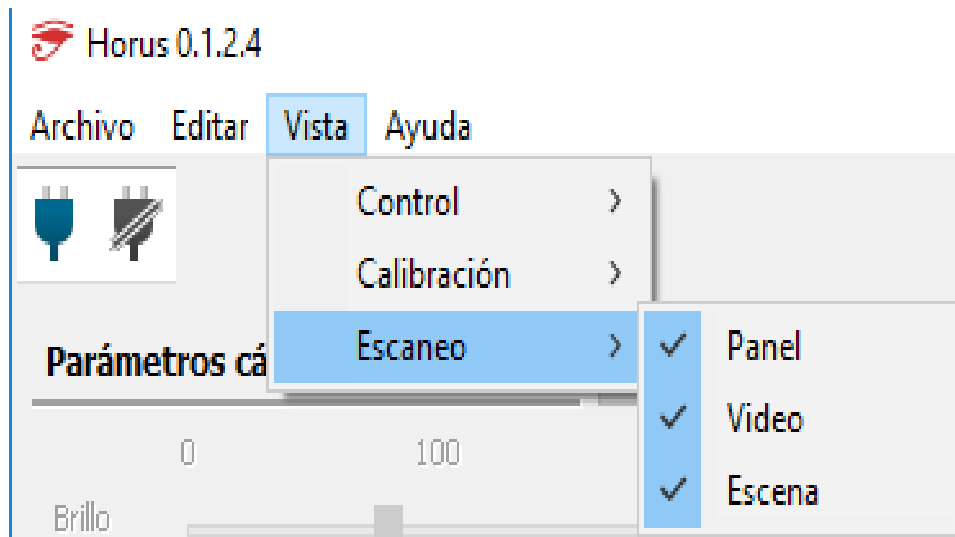 Horus 0.1.2.4
Archivo Editar Vista Ayuda
Control
Calibración
Escaneo
Panel
Video
Escena
Parámetros cá
0 100
Brillo